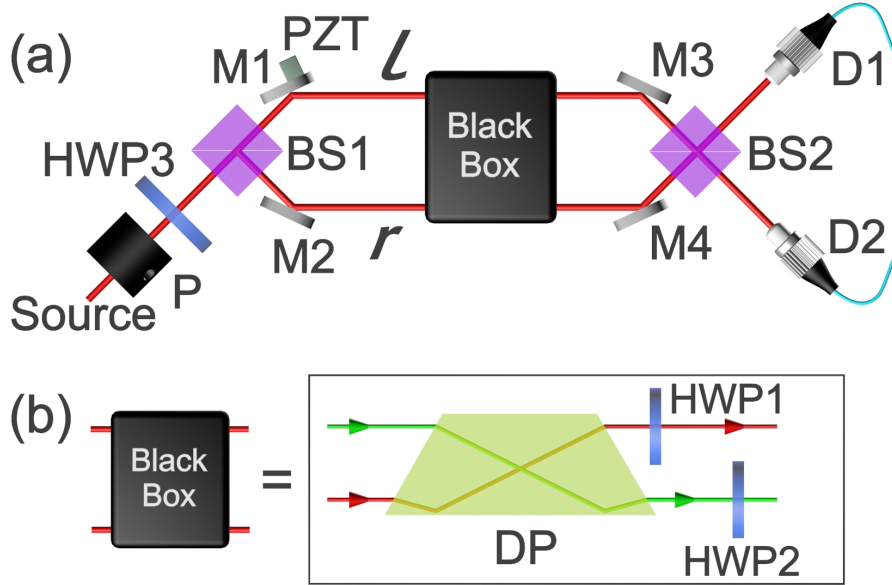 (a)
PZT
M1
l
M3
D1
HWP3
BS1
Black
Box
BS2
M2
r
M4
D2
P
Source
(b)
Black
Box
=
HWP1
DP
HWP2